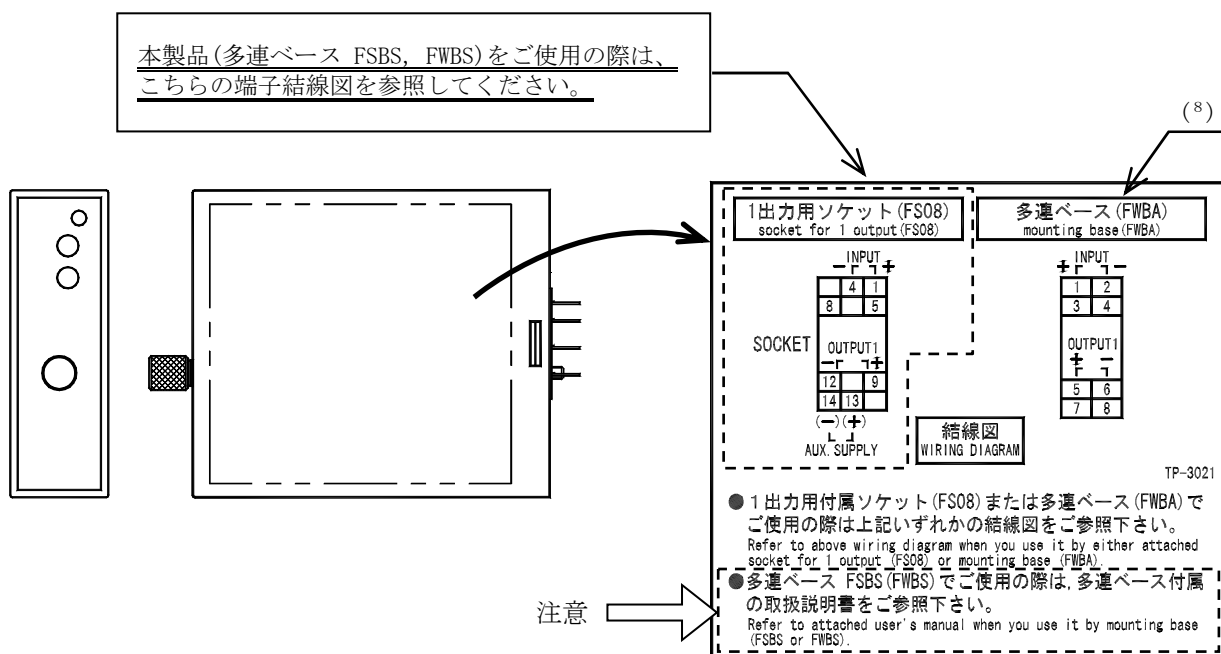 本製品(多連ベース FSBS, FWBS)をご使用の際は、
こちらの端子結線図を参照してください。
(⁸)
1出力用ソケット(FS08)
socket for 1 output(FS08)
多連ベース(FWBA)
mounting base(FWBA)
INPUT
− +
4 1
8 5
SOCKET
OUTPUT1
− +
12 9
14 13
(−)(+)
AUX. SUPPLY
INPUT
+ −
1 2
3 4
OUTPUT1
+ −
5 6
7 8
結線図
WIRING DIAGRAM
TP-3021
●1出力用付属ソケット(FS08)または多連ベース(FWBA)で
ご使用の際は上記いずれかの結線図をご参照下さい。
Refer to above wiring diagram when you use it by either attached
socket for 1 output (FS08) or mounting base (FWBA).
●多連ベース FSBS(FWBS)でご使用の際は,多連ベース付属
の取扱説明書をご参照下さい。
Refer to attached user's manual when you use it by mounting base
(FSBS or FWBS).
注意